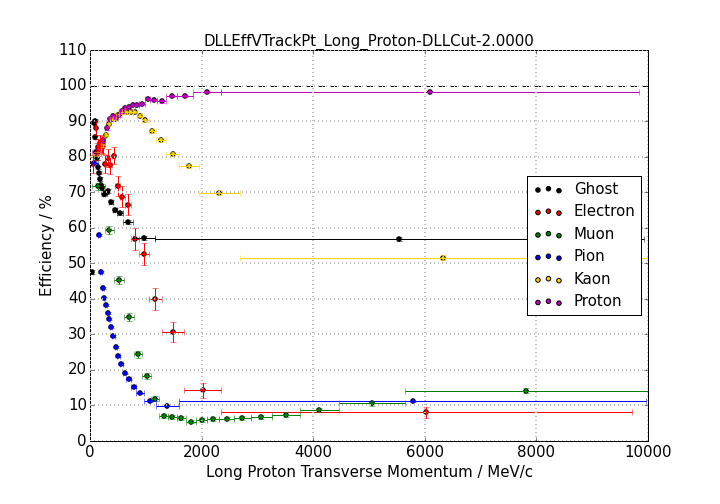 DLLEffVTrackPt_Long_Proton-DLLCut-2.0000
110
100
90
80
70
60
50
40
30
20
10
0
Efficiency / %
Ghost
Electron
Muon
Pion
Kaon
Proton
0 2000 4000 6000 8000 10000
Long Proton Transverse Momentum / MeV/c